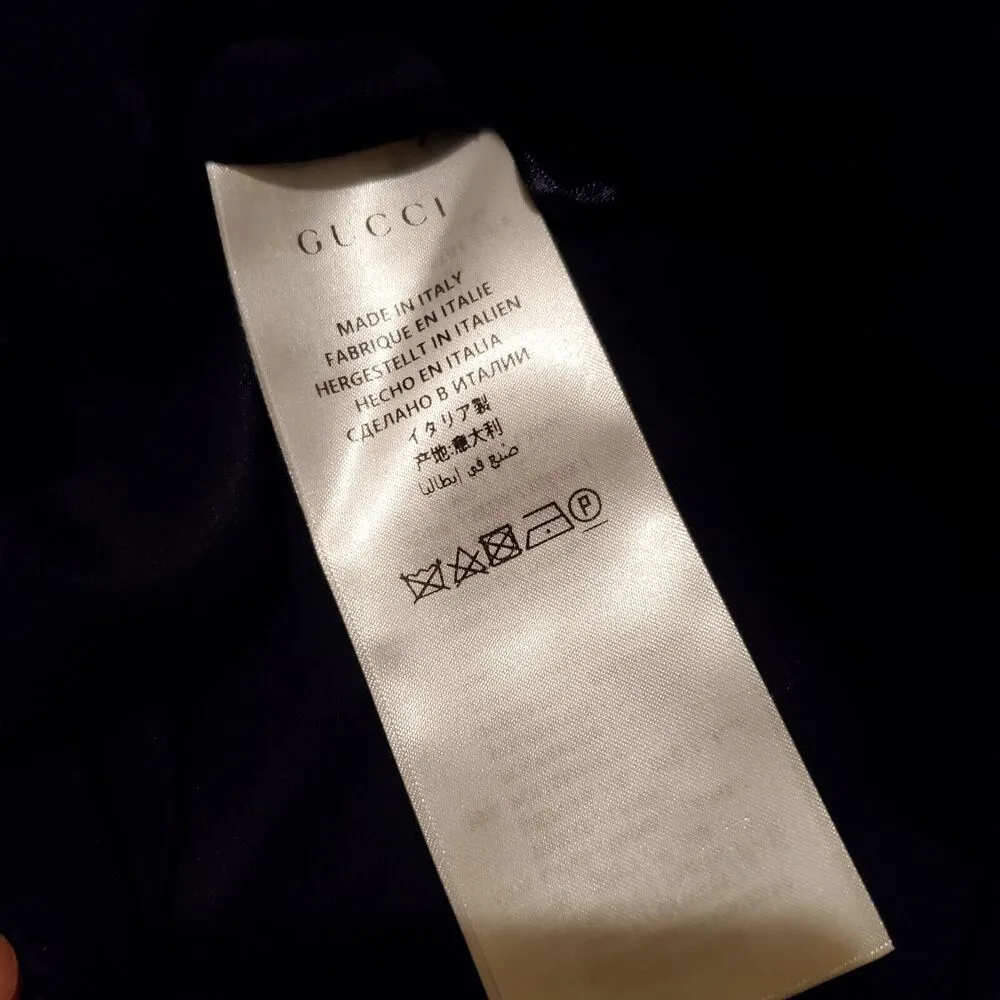 GUCCI
MADE IN ITALY
FABRIQUE EN ITALIE
HERGESTELLT IN ITALIEN
HECHO EN ITALIA
СДЕЛАНО В ИТАЛИИ
イタリア製
产地:意大利
صنع في إيطاليا
P